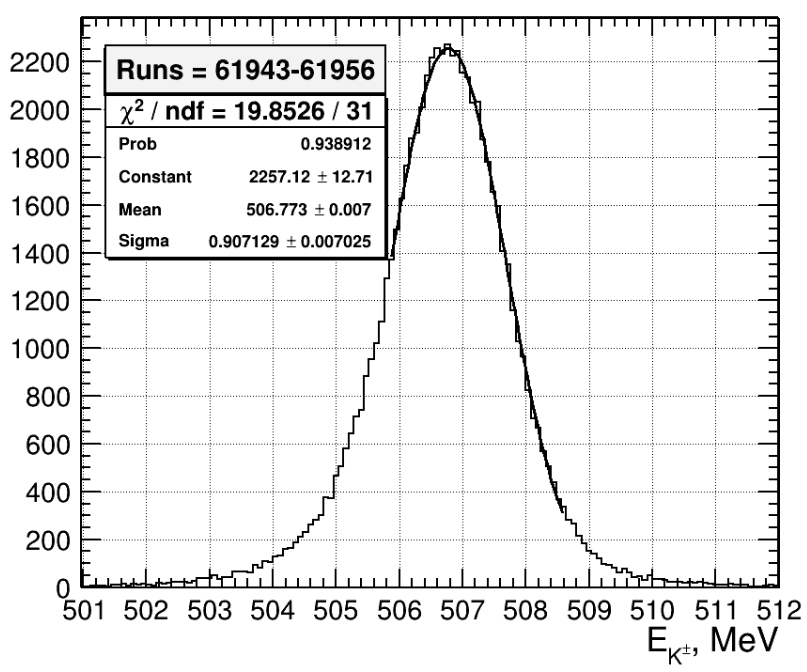 Runs = 61943-61956
χ² / ndf = 19.8526 / 31
Prob 0.938912
Constant 2257.12 ± 12.71
Mean 506.773 ± 0.007
Sigma 0.907129 ± 0.007025
2200
2000
1800
1600
1400
1200
1000
800
600
400
200
0
501 502 503 504 505 506 507 508 509 510 511 512
E_K±, MeV